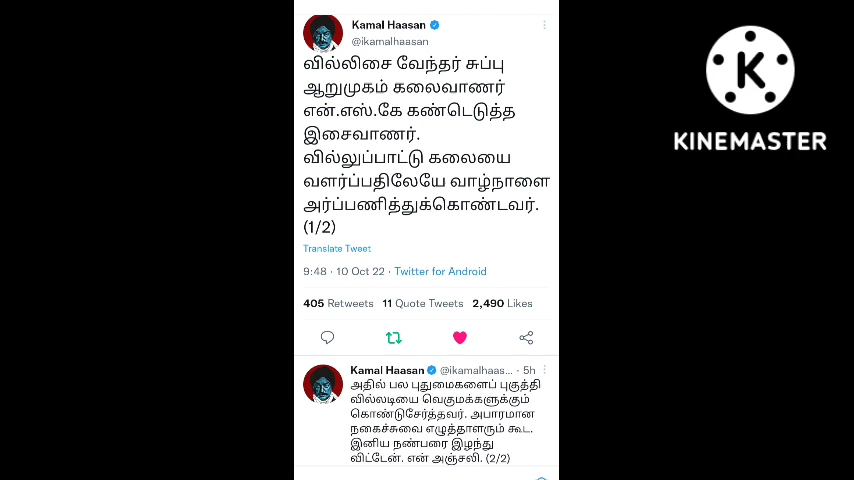 Kamal Haasan
@ikamalhaasan
வில்லிசை வேந்தர் சுப்பு
ஆறுமுகம் கலைவாணர்
என்.எஸ்.கே கண்டெடுத்த
இசைவாணர்.
வில்லுப்பாட்டு கலையை
வளர்ப்பதிலேயே வாழ்நாளை
அர்ப்பணித்துக்கொண்டவர்.
(1/2)
Translate Tweet
9:48 · 10 Oct 22 · Twitter for Android
405 Retweets 11 Quote Tweets 2,490 Likes
Kamal Haasan @ikamalhaas... · 5h
அதில் பல புதுமைகளைப் புகுத்தி
வில்லடியை வெகுமக்களுக்கும்
கொண்டுசேர்த்தவர். அபாரமான
நகைச்சுவை எழுத்தாளரும் கூட.
இனிய நண்பரை இழந்து
விட்டேன். என் அஞ்சலி. (2/2)
K
KINEMASTER